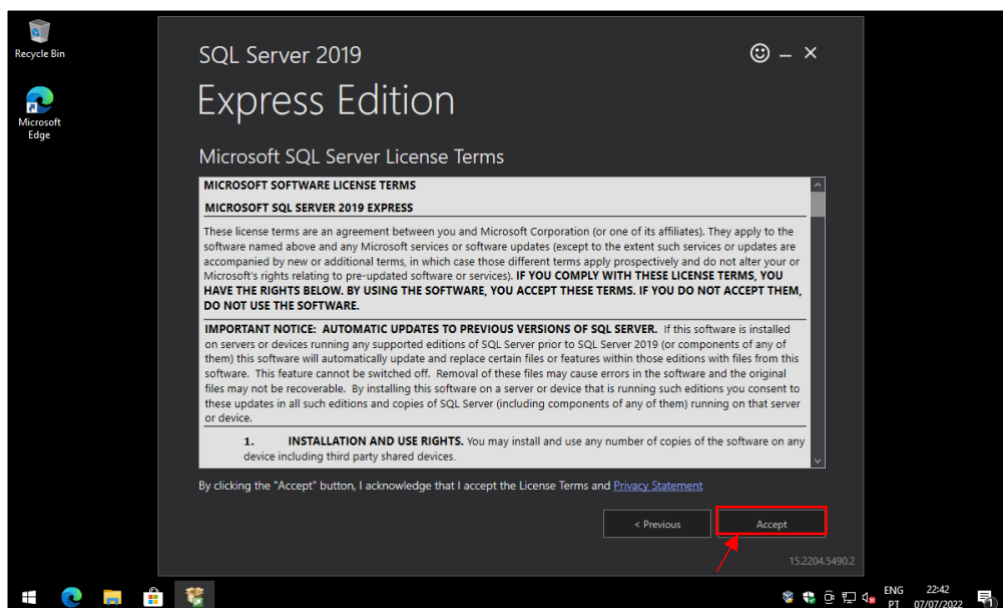 Recycle Bin
Microsoft
Edge
SQL Server 2019
Express Edition
Microsoft SQL Server License Terms
MICROSOFT SOFTWARE LICENSE TERMS
MICROSOFT SQL SERVER 2019 EXPRESS
These license terms are an agreement between you and Microsoft Corporation (or one of its affiliates). They apply to the
software named above and any Microsoft services or software updates (except to the extent such services or updates are
accompanied by new or additional terms, in which case those different terms apply prospectively and do not alter your or
Microsoft's rights relating to pre-updated software or services). IF YOU COMPLY WITH THESE LICENSE TERMS, YOU
HAVE THE RIGHTS BELOW. BY USING THE SOFTWARE, YOU ACCEPT THESE TERMS. IF YOU DO NOT ACCEPT THEM,
DO NOT USE THE SOFTWARE.
IMPORTANT NOTICE: AUTOMATIC UPDATES TO PREVIOUS VERSIONS OF SQL SERVER. If this software is installed
on servers or devices running any supported editions of SQL Server prior to SQL Server 2019 (or components of any of
them) this software will automatically update and replace certain files or features within those editions with files from this
software. This feature cannot be switched off. Removal of these files may cause errors in the software and the original
files may not be recoverable. By installing this software on a server or device that is running such editions you consent to
these updates in all such editions and copies of SQL Server (including components of any of them) running on that server
or device.
1. INSTALLATION AND USE RIGHTS. You may install and use any number of copies of the software on any
device including third party shared devices.
By clicking the "Accept" button, I acknowledge that I accept the License Terms and Privacy Statement
< Previous
Accept
15.2204.5490.2
ENG
PT
22:42
07/07/2022
1